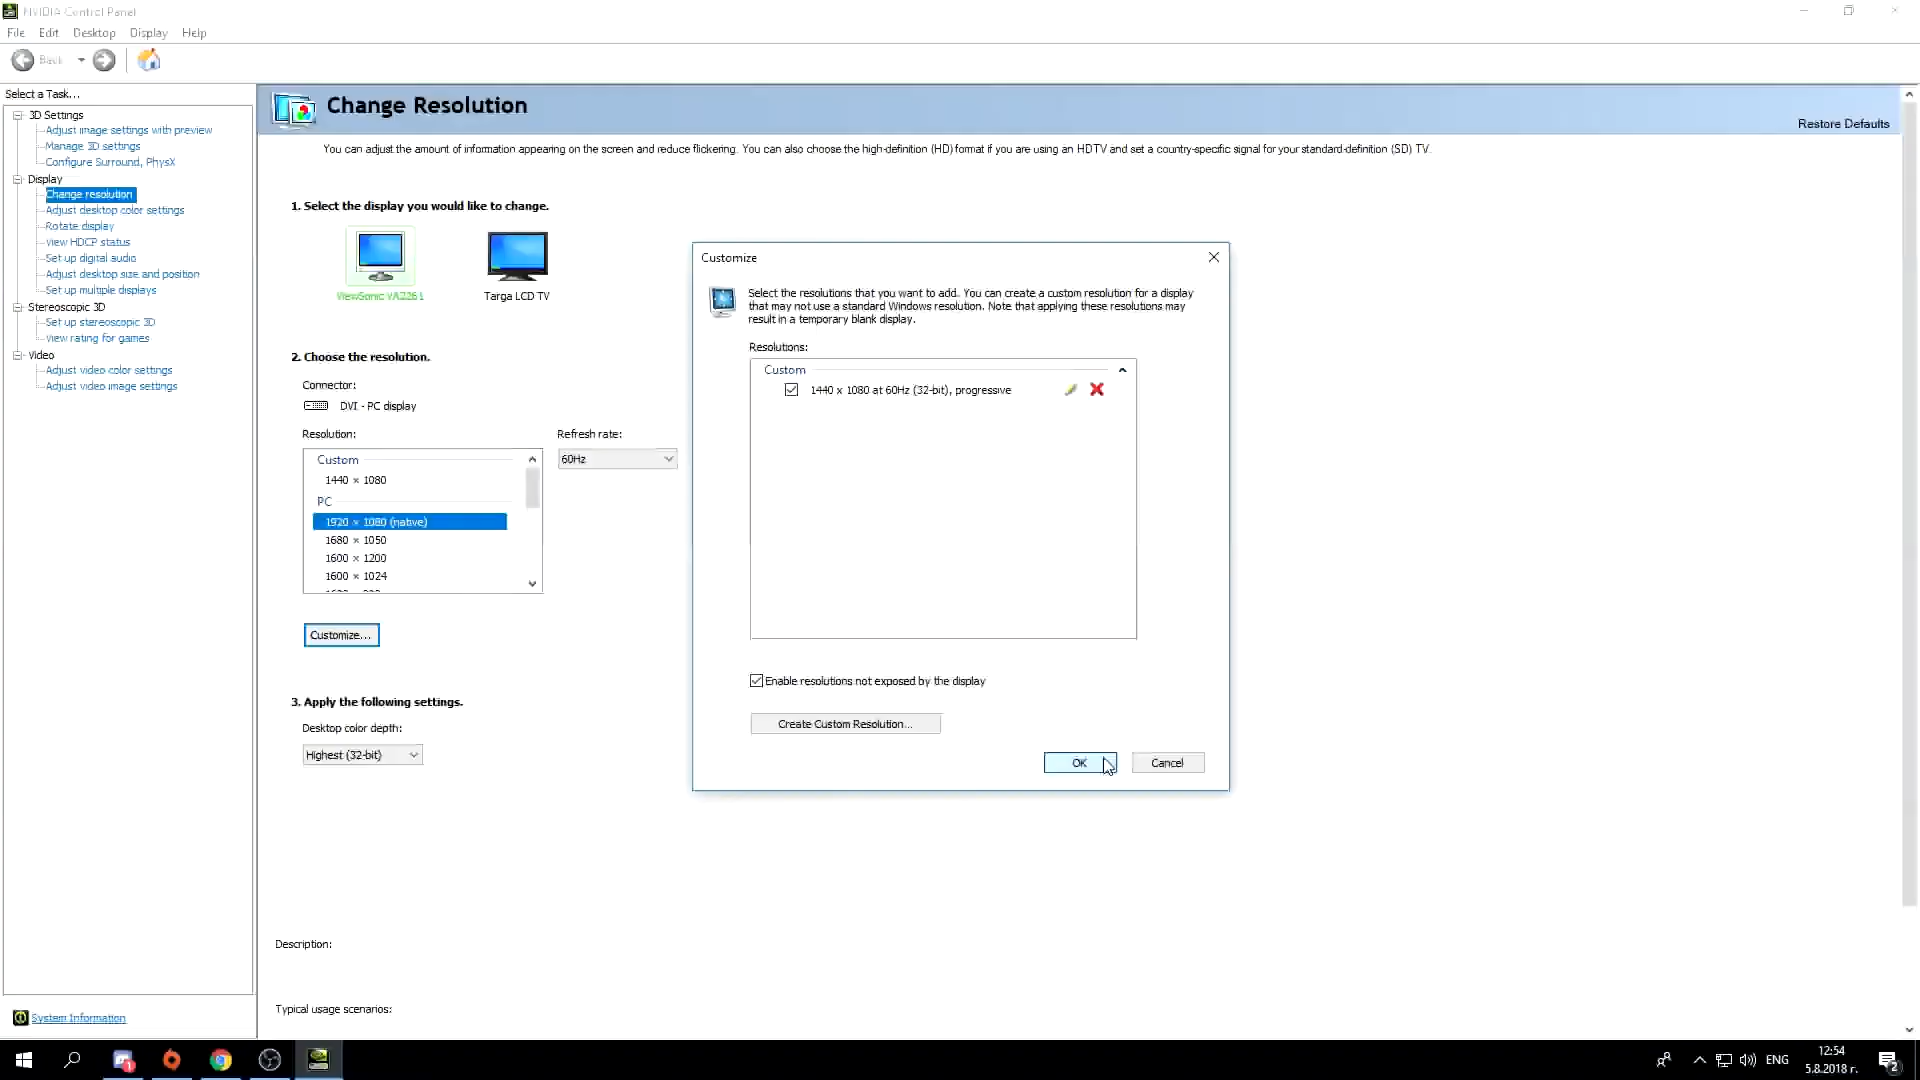 NVIDIA Control Panel
File Edit Desktop Display Help
Back
Select a Task...
3D Settings
Adjust image settings with preview
Manage 3D settings
Configure Surround, PhysX
Display
Change resolution
Adjust desktop color settings
Rotate display
View HDCP status
Set up digital audio
Adjust desktop size and position
Set up multiple displays
Stereoscopic 3D
Set up stereoscopic 3D
View rating for games
Video
Adjust video color settings
Adjust video image settings
System Information
Change Resolution
Restore Defaults
You can adjust the amount of information appearing on the screen and reduce flickering. You can also choose the high-definition (HD) format if you are using an HDTV and set a country-specific signal for your standard-definition (SD) TV.
1. Select the display you would like to change.
ViewSonic VA2261
Targa LCD TV
2. Choose the resolution.
Connector:
DVI - PC display
Resolution:
Refresh rate:
Custom
60Hz
1440 × 1080
PC
1920 × 1080 (native)
1680 × 1050
1600 × 1200
1600 × 1024
Customize...
3. Apply the following settings.
Desktop color depth:
Highest (32-bit)
Description:
Typical usage scenarios:
Customize
Select the resolutions that you want to add. You can create a custom resolution for a display
that may not use a standard Windows resolution. Note that applying these resolutions may
result in a temporary blank display.
Resolutions:
Custom
1440 x 1080 at 60Hz (32-bit), progressive
Enable resolutions not exposed by the display
Create Custom Resolution...
OK Cancel
1
ENG
12:54
5.8.2018 г.
2